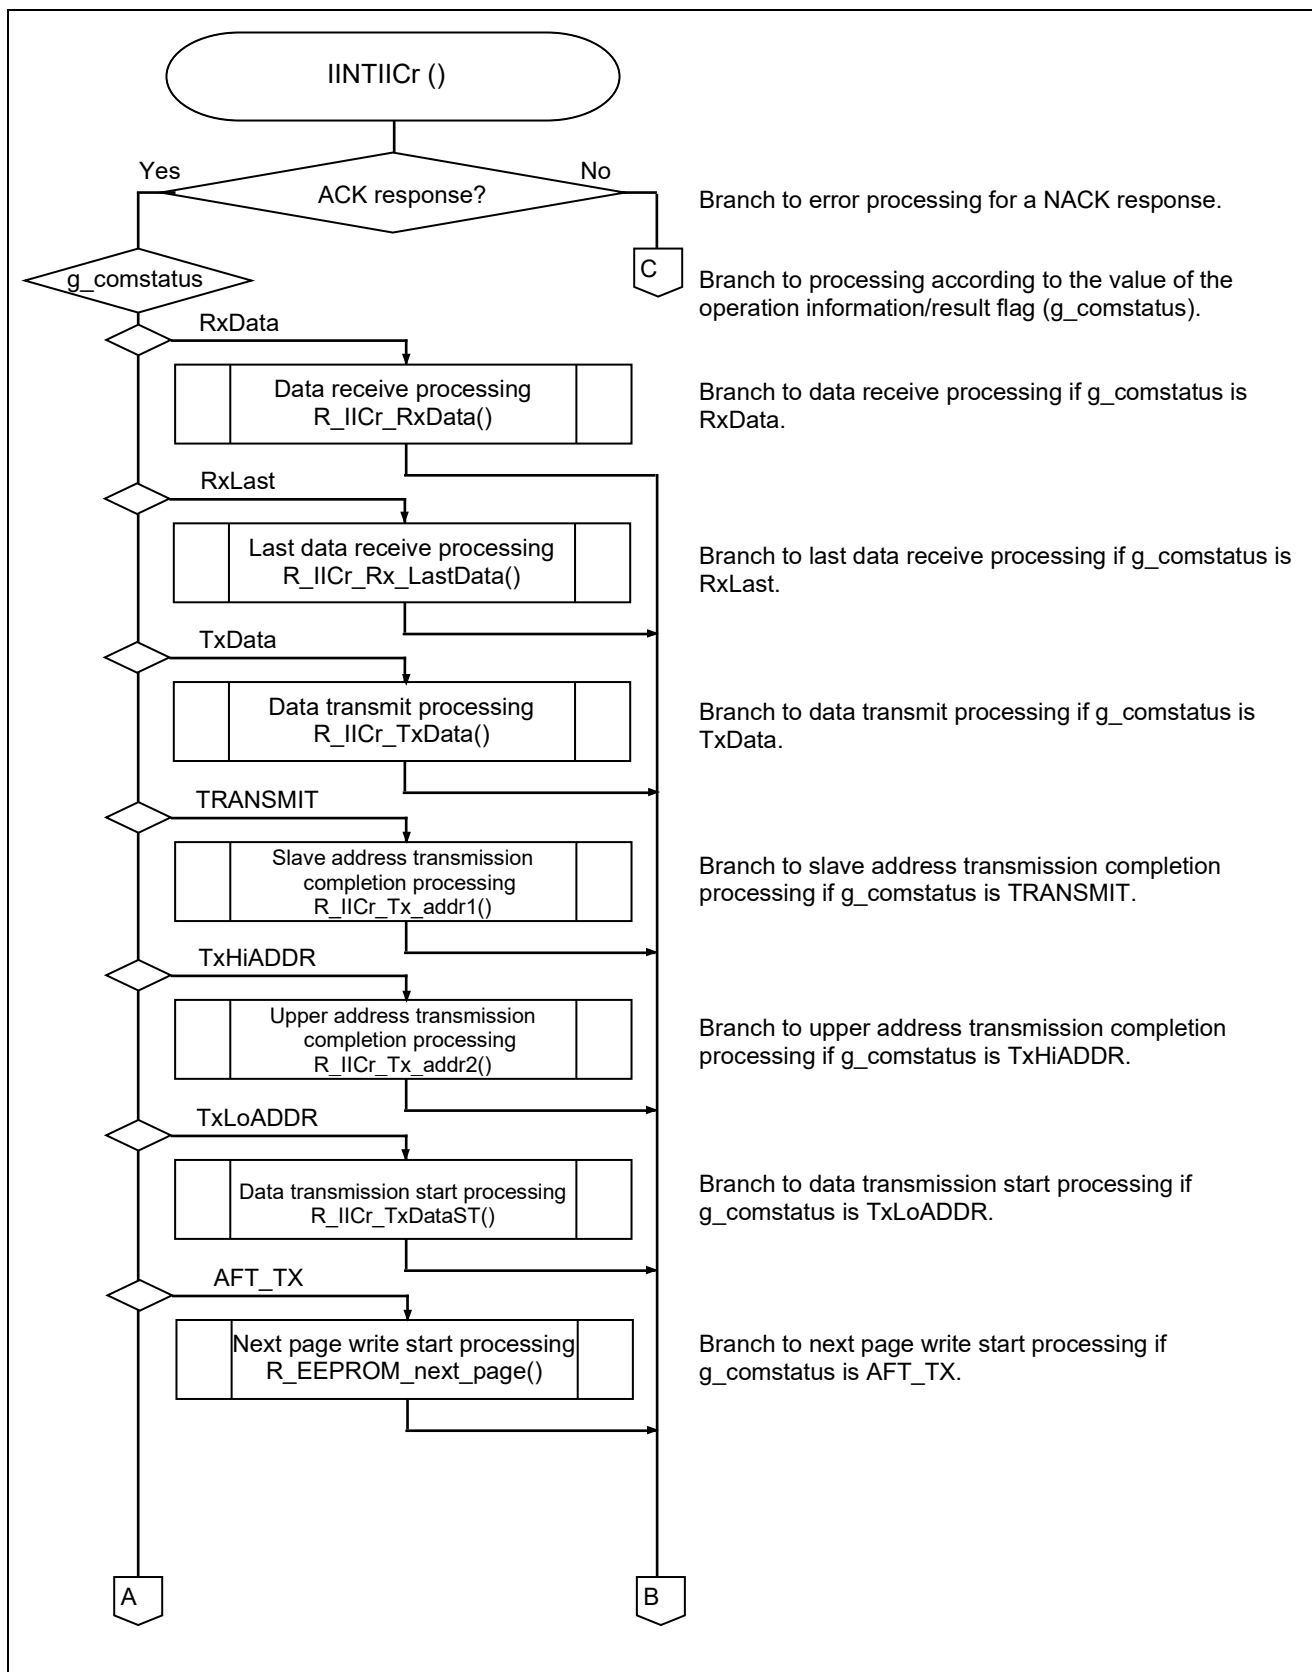 IINTIICr ()
Yes
No
ACK response?
Branch to error processing for a NACK response.
g_comstatus
C
Branch to processing according to the value of the
operation information/result flag (g_comstatus).
RxData
Data receive processing
R_IICr_RxData()
Branch to data receive processing if g_comstatus is
RxData.
RxLast
Last data receive processing
R_IICr_Rx_LastData()
Branch to last data receive processing if g_comstatus is
RxLast.
TxData
Data transmit processing
R_IICr_TxData()
Branch to data transmit processing if g_comstatus is
TxData.
TRANSMIT
Slave address transmission
completion processing
R_IICr_Tx_addr1()
Branch to slave address transmission completion
processing if g_comstatus is TRANSMIT.
TxHiADDR
Upper address transmission
completion processing
R_IICr_Tx_addr2()
Branch to upper address transmission completion
processing if g_comstatus is TxHiADDR.
TxLoADDR
Data transmission start processing
R_IICr_TxDataST()
Branch to data transmission start processing if
g_comstatus is TxLoADDR.
AFT_TX
Next page write start processing
R_EEPROM_next_page()
Branch to next page write start processing if
g_comstatus is AFT_TX.
A
B